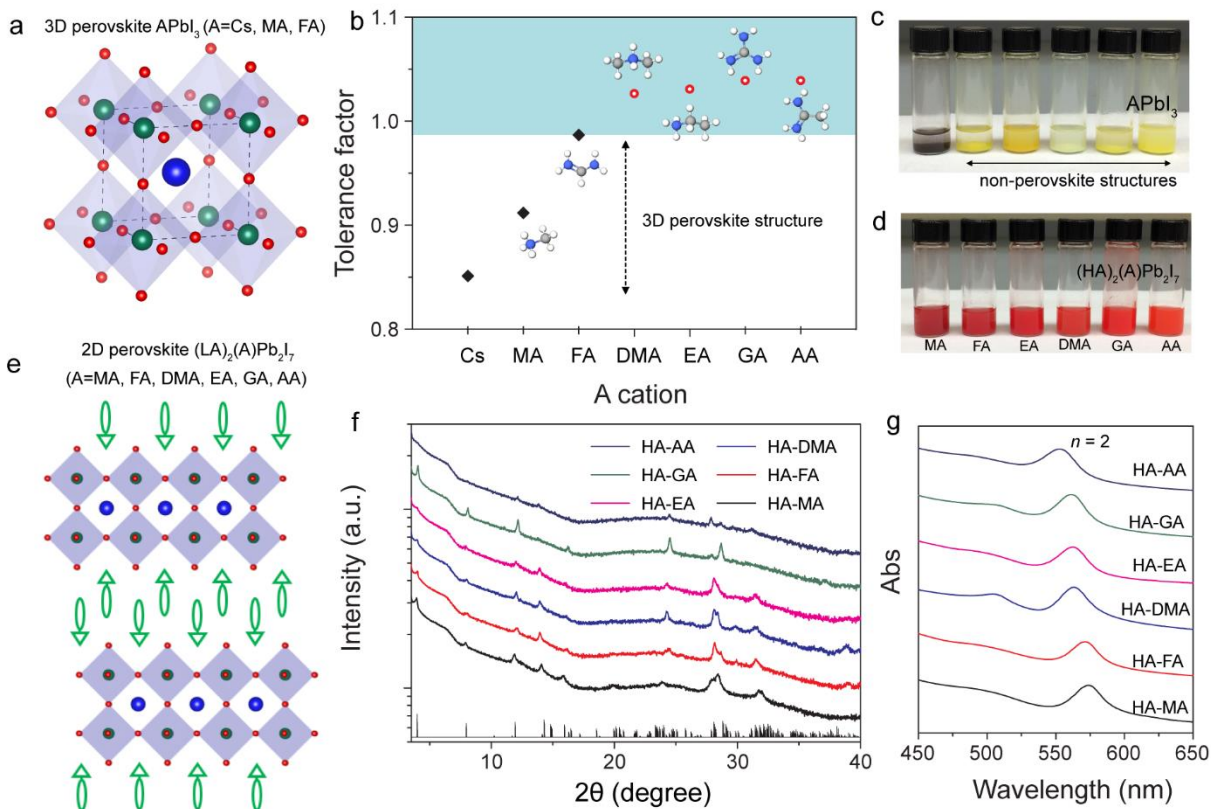 a
3D perovskite APbI₃ (A=Cs, MA, FA)
b
Tolerance factor
1.1
1.0
0.9
0.8
3D perovskite structure
Cs MA FA DMA EA GA AA
A cation
c
APbI₃
non-perovskite structures
d
(HA)₂(A)Pb₂I₇
MA FA EA DMA GA AA
e
2D perovskite (LA)₂(A)Pb₂I₇
(A=MA, FA, DMA, EA, GA, AA)
f
Intensity (a.u.)
HA-AA HA-DMA
HA-GA HA-FA
HA-EA HA-MA
10 20 30 40
2θ (degree)
g
Abs
n = 2
HA-AA
HA-GA
HA-EA
HA-DMA
HA-FA
HA-MA
450 500 550 600 650
Wavelength (nm)